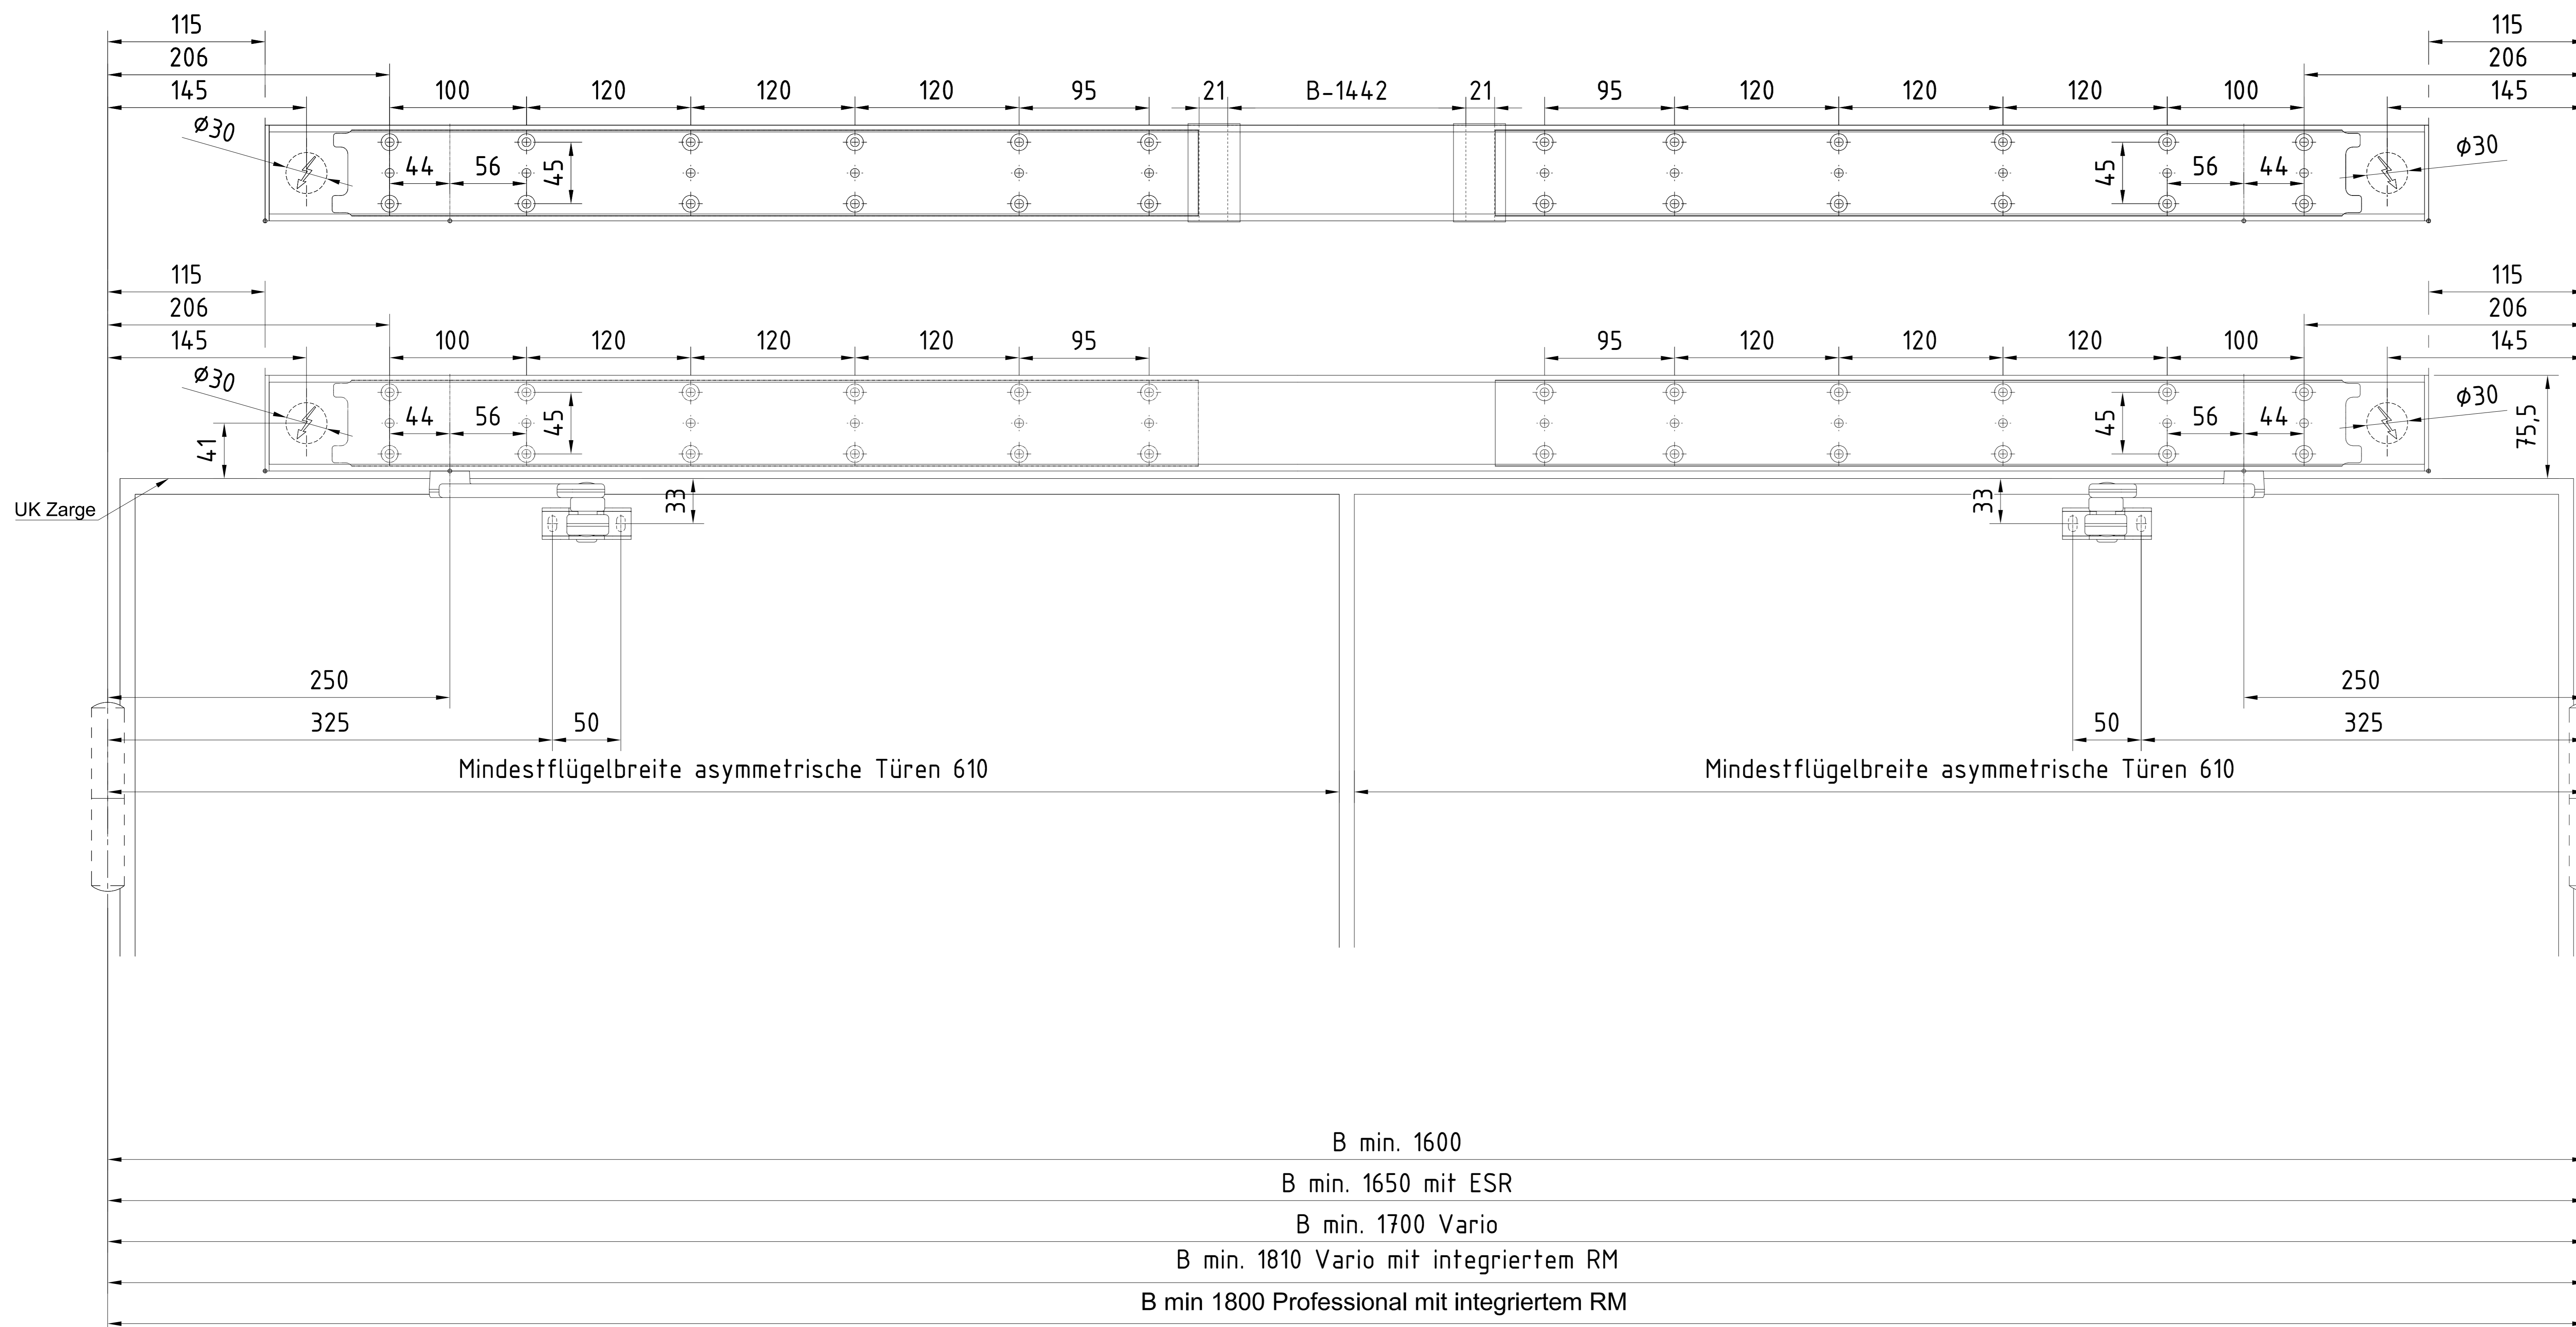 115 115
206 206
145 100 120 120 120 95 21 B-1442 21 95 120 120 120 100 145
ϕ30 ϕ30
44 56 45 45 56 44
115 115
206 206
145 100 120 120 120 95 95 120 120 120 100 145
ϕ30 ϕ30
44 56 45 45 56 44
41 75,5
UK Zarge 33 33
250 250
325 50 50 325
Mindestflügelbreite asymmetrische Türen 610 Mindestflügelbreite asymmetrische Türen 610
B min. 1600
B min. 1650 mit ESR
B min. 1700 Vario
B min. 1810 Vario mit integriertem RM
B min 1800 Professional mit integriertem RM